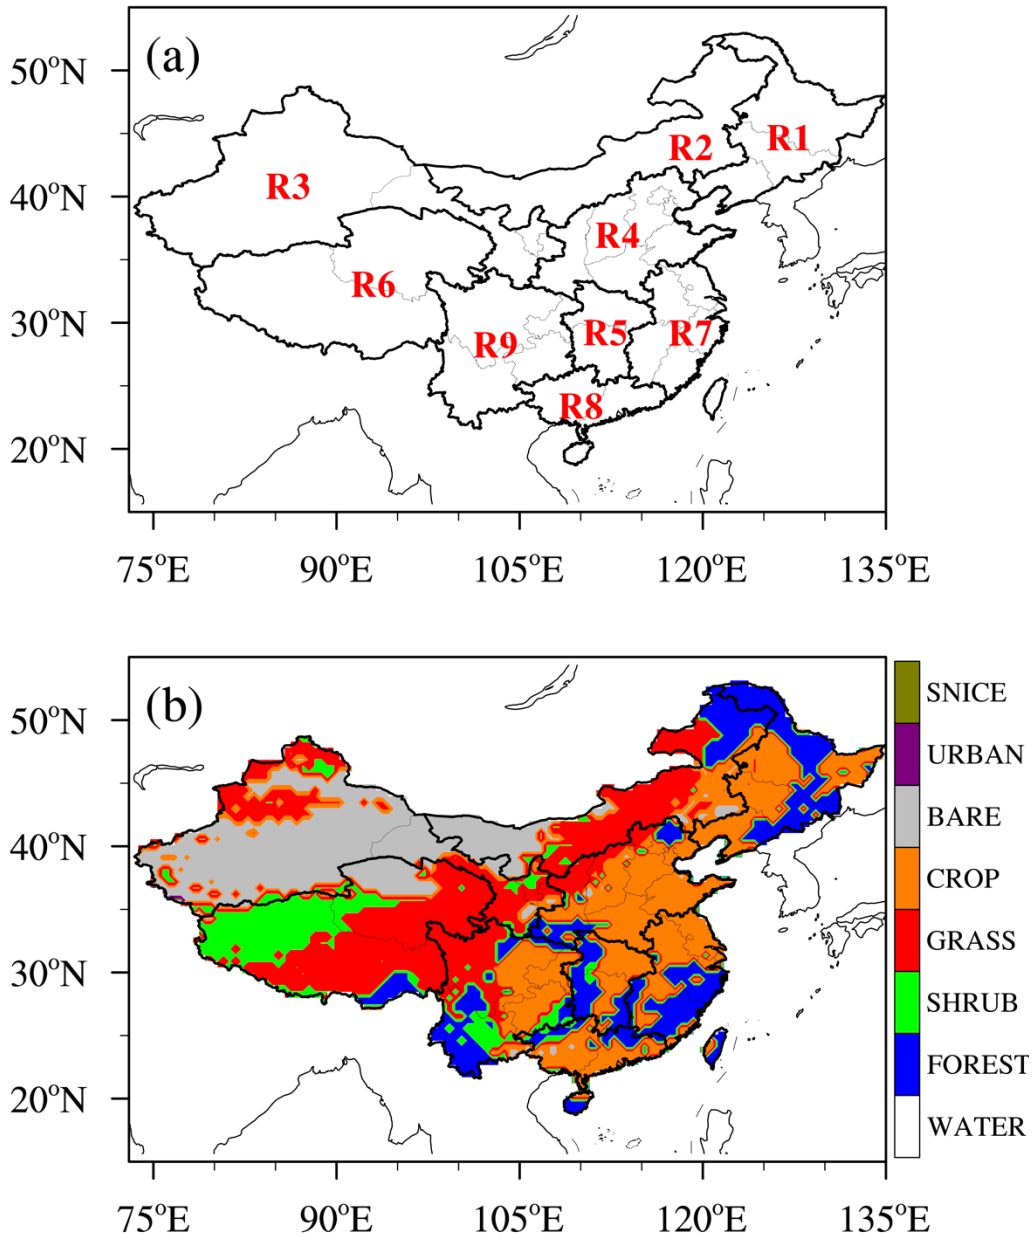 (a)
50°N
40°N
30°N
20°N
R1
R2
R3
R4
R6
R5
R7
R9
R8
75°E 90°E 105°E 120°E 135°E
(b)
50°N
40°N
30°N
20°N
SNICE
URBAN
BARE
CROP
GRASS
SHRUB
FOREST
WATER
75°E 90°E 105°E 120°E 135°E